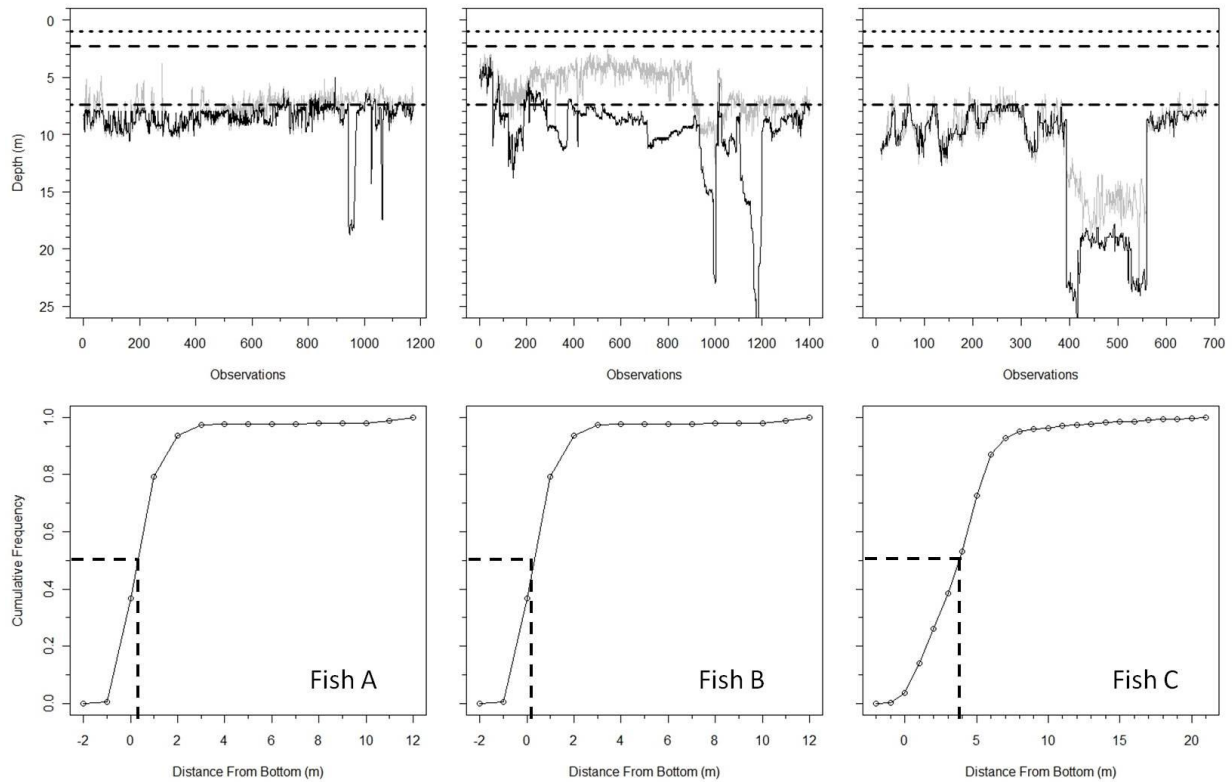 0
5
10
15
20
25
Depth (m)
0 200 400 600 800 1000 1200
Observations
0 200 400 600 800 1000 1200 1400
Observations
0 100 200 300 400 500 600 700
Observations
1.0
0.8
0.6
0.4
0.2
0.0
Cumulative Frequency
Fish A
Fish B
Fish C
-2 0 2 4 6 8 10 12
Distance From Bottom (m)
-2 0 2 4 6 8 10 12
Distance From Bottom (m)
0 5 10 15 20
Distance From Bottom (m)